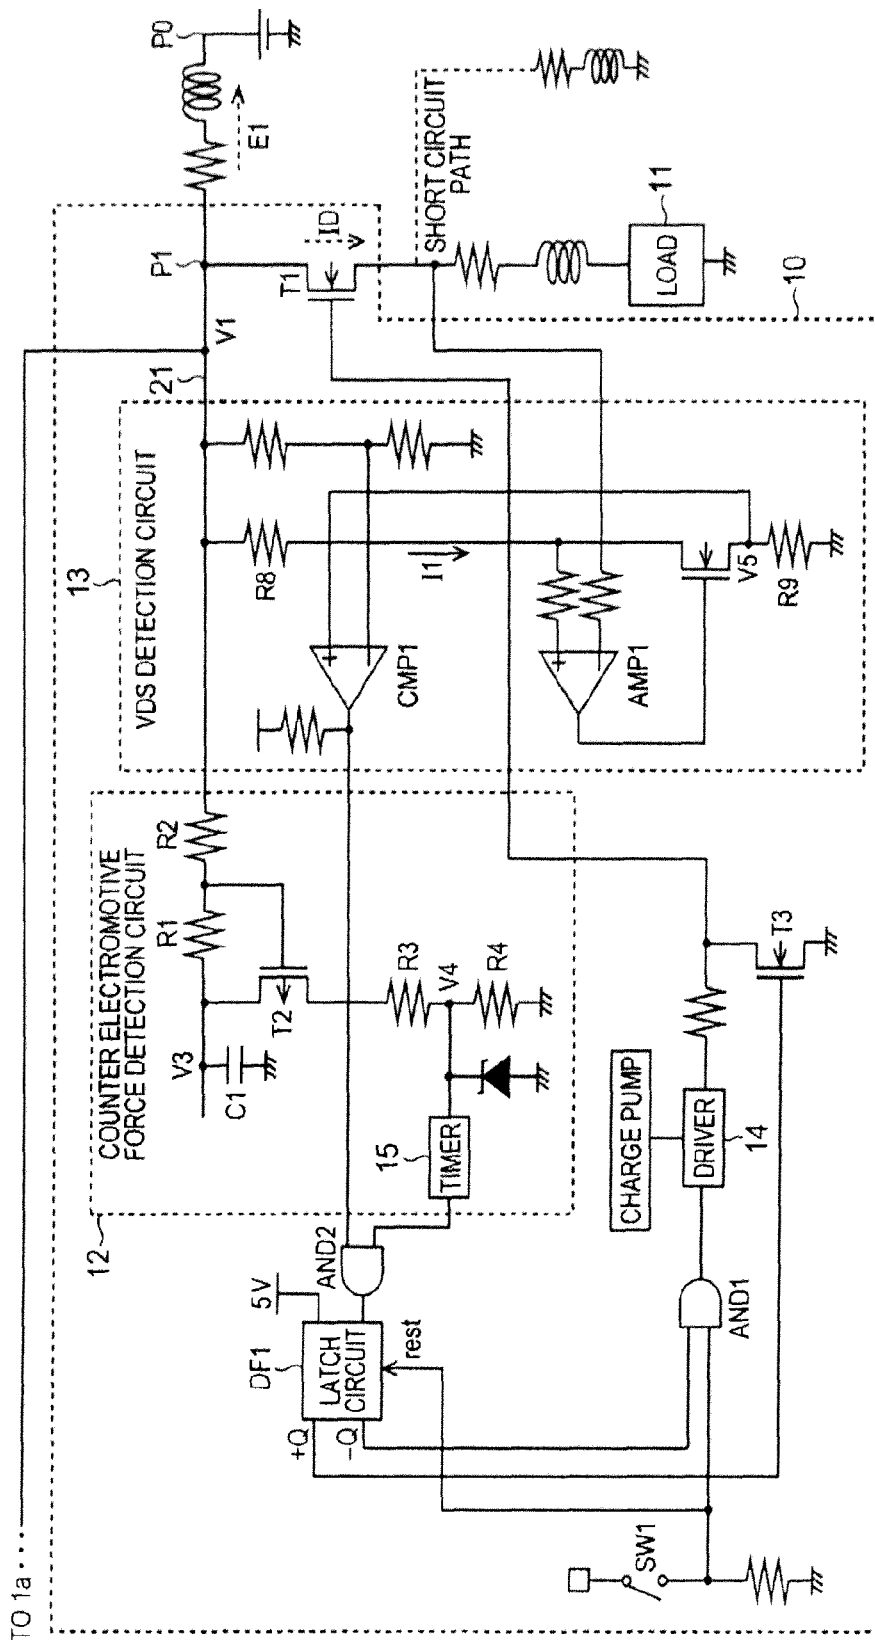 TO 1a ····
P0
E1
P1
ID
T1
V1
21
SHORT CIRCUIT
PATH
11
LOAD
10
13
VDS DETECTION CIRCUIT
R8
I1
+
CMP1
+
AMP1
V5
R9
12
COUNTER ELECTROMOTIVE
FORCE DETECTION CIRCUIT
V3
R1
R2
C1
T2
R3
V4
R4
15
TIMER
AND2
5V
DF1
LATCH
CIRCUIT
rest
+Q
-Q
CHARGE PUMP
DRIVER
14
T3
AND1
SW1